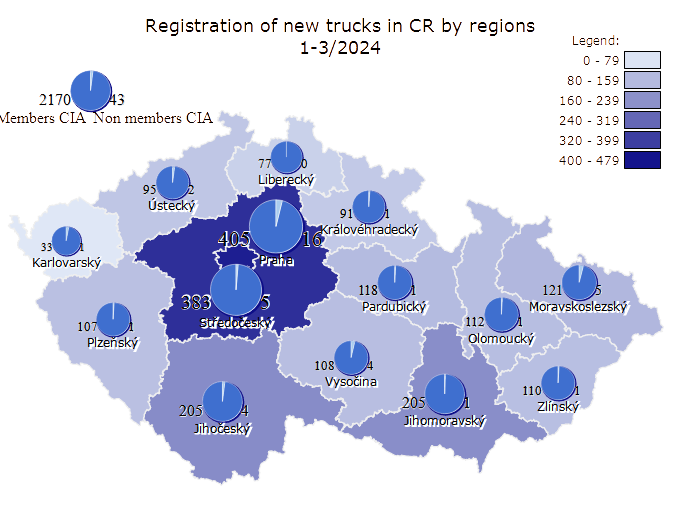 Registration of new trucks in CR by regions
1-3/2024
Legend:
0 - 79
80 - 159
160 - 239
240 - 319
320 - 399
400 - 479
2170 43
Members CIA Non members CIA
77 0
Liberecký
95 2
Ústecký
91 1
Královéhradecký
405 16
Praha
33 1
Karlovarský
383 5
Středočeský
118 1
Pardubický
121 5
Moravskoslezský
107 1
Plzeňský
112 1
Olomoucký
108 4
Vysočina
110 1
Zlínský
205 4
Jihočeský
205 1
Jihomoravský